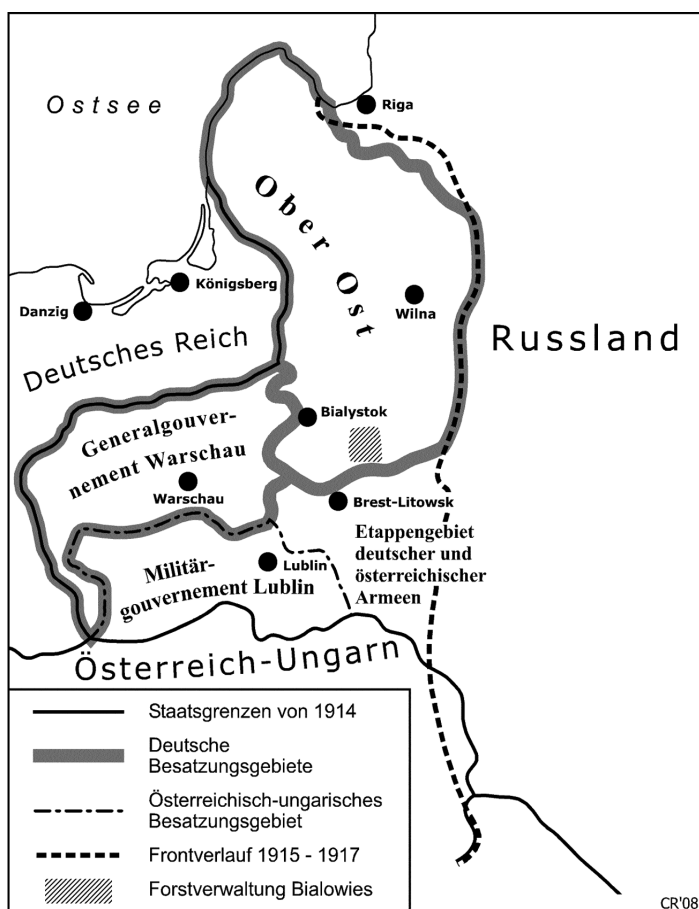 Ostsee
Riga
Ober Ost
Königsberg
Danzig
Wilna
Russland
Deutsches Reich
Bialystok
Generalgouver-
nement Warschau
Warschau
Brest-Litowsk
Etappengebiet
deutscher und
österreichischer
Armeen
Lublin
Militär-
gouvernement Lublin
Österreich-Ungarn
Staatsgrenzen von 1914
Deutsche
Besatzungsgebiete
Österreichisch-ungarisches
Besatzungsgebiet
Frontverlauf 1915 - 1917
Forstverwaltung Bialowies
CR'08